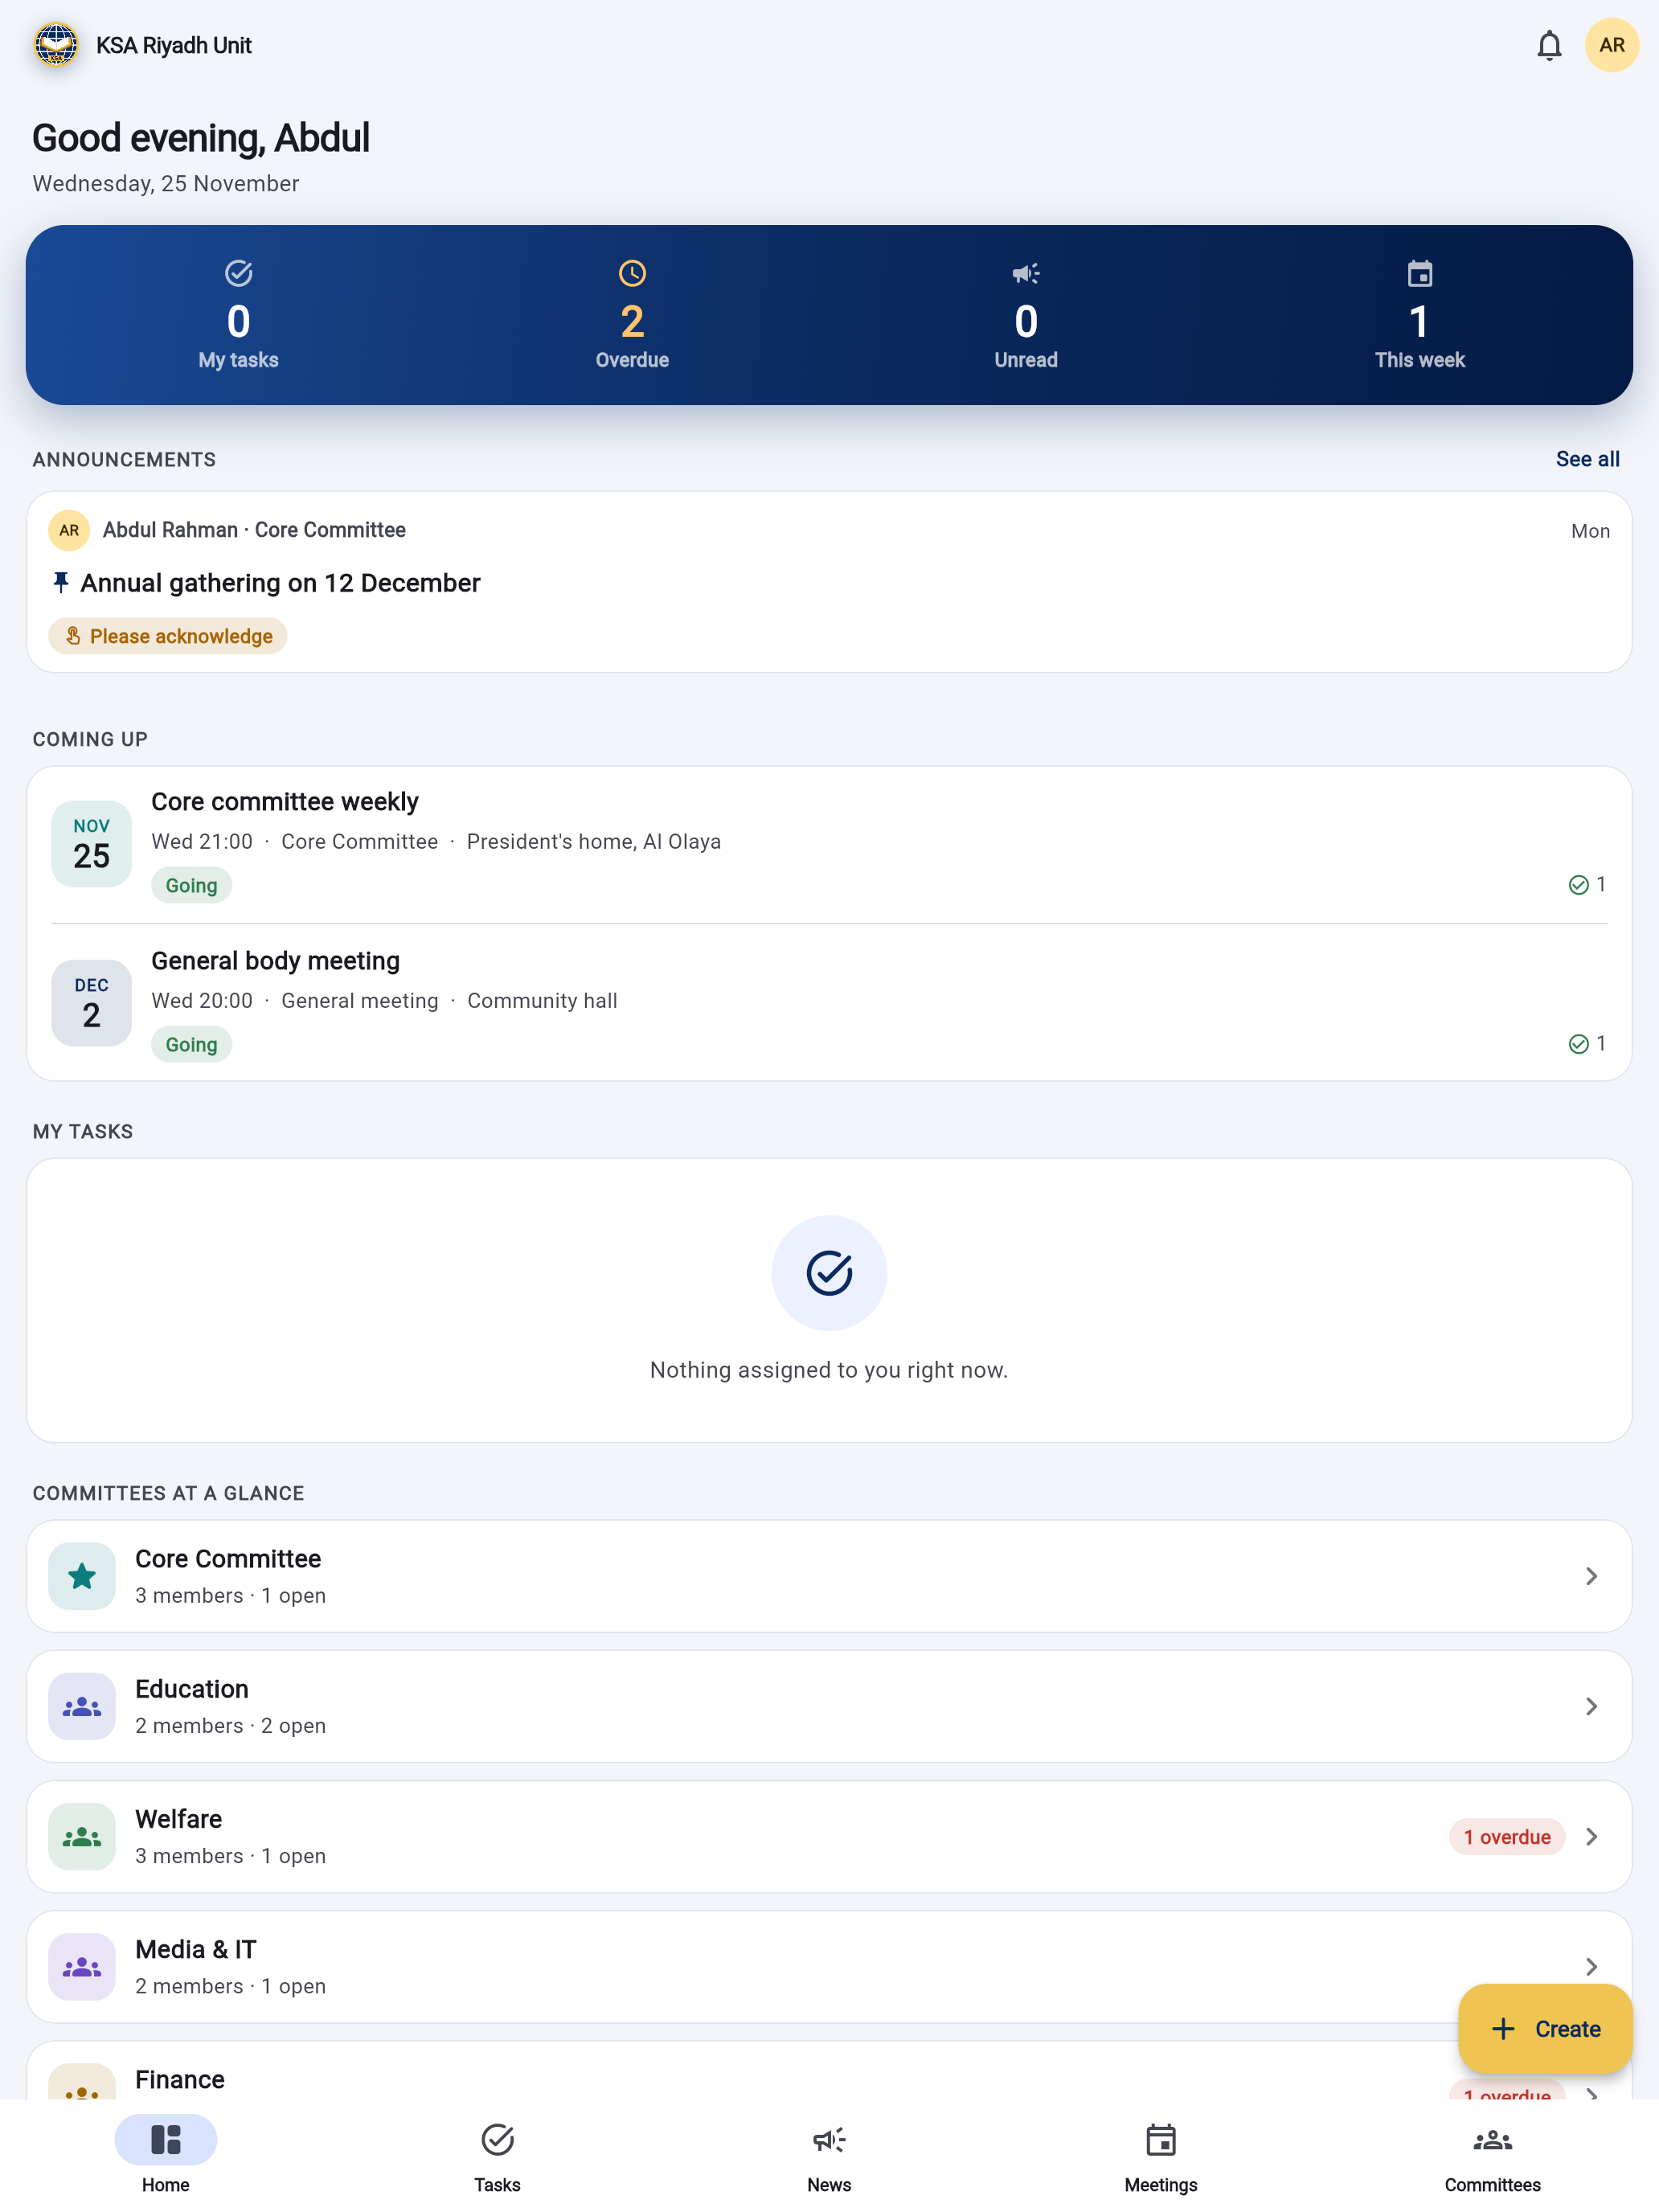 KSA Riyadh Unit
AR
Good evening, Abdul
Wednesday, 25 November
0
My tasks
2
Overdue
0
Unread
1
This week
ANNOUNCEMENTS
See all
AR
Abdul Rahman · Core Committee
Mon
Annual gathering on 12 December
Please acknowledge
COMING UP
NOV
25
Core committee weekly
Wed 21:00 · Core Committee · President's home, Al Olaya
Going
1
DEC
2
General body meeting
Wed 20:00 · General meeting · Community hall
Going
1
MY TASKS
Nothing assigned to you right now.
COMMITTEES AT A GLANCE
Core Committee
3 members · 1 open
Education
2 members · 2 open
Welfare
3 members · 1 open
1 overdue
Media & IT
2 members · 1 open
Create
Finance
1 overdue
Home
Tasks
News
Meetings
Committees